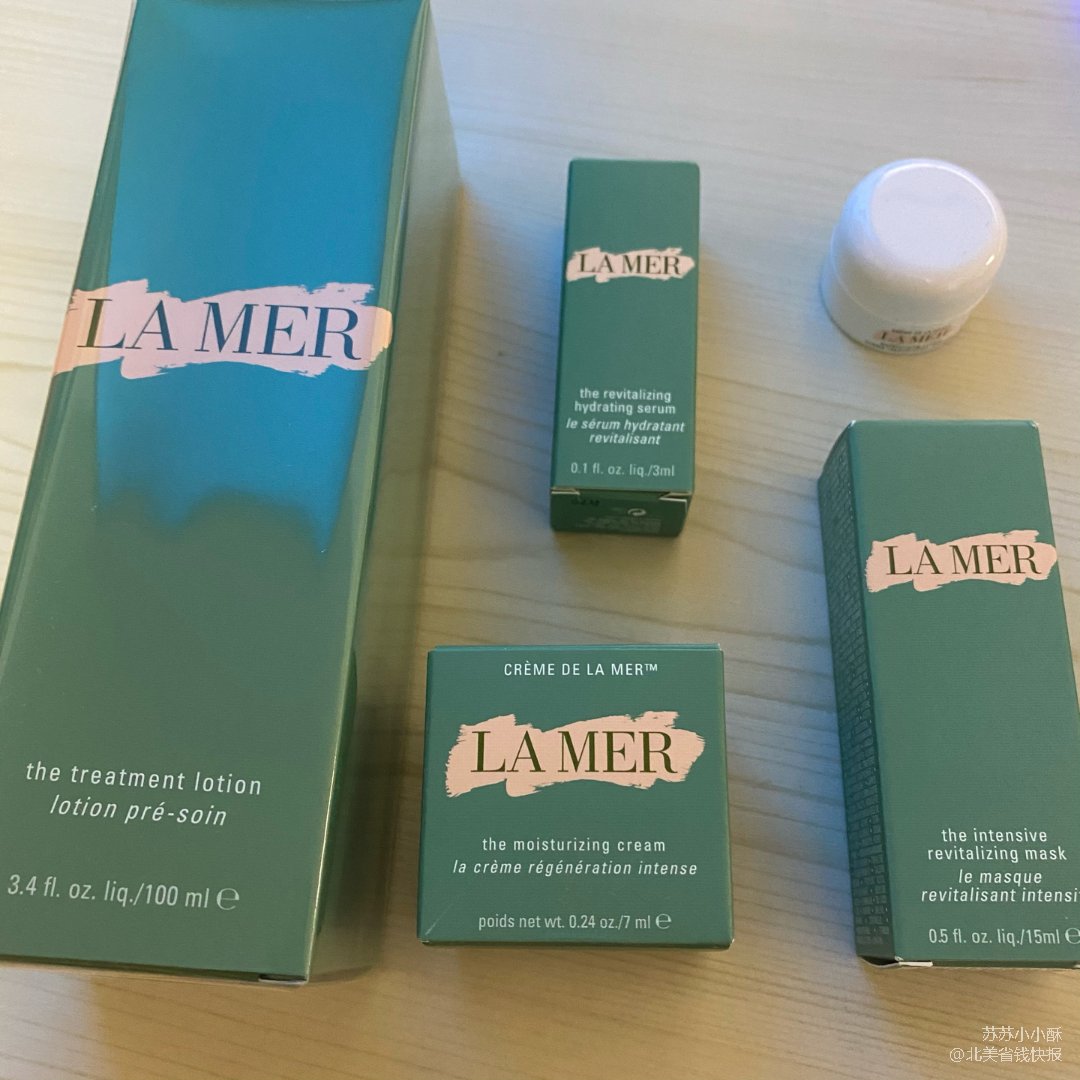 LA MER
the treatment lotion
lotion pré-soin
3.4 fl. oz. liq./100 ml ℮
LA MER
the revitalizing
hydrating serum
le sérum hydratant
revitalisant
0.1 fl. oz. liq./3ml
LA MER
CRÈME DE LA MER™
LA MER
the moisturizing cream
la crème régénération intense
poids net wt. 0.24 oz./7 ml ℮
LA MER
the intensive
revitalizing mask
le masque
revitalisant intensif
0.5 fl. oz. liq./15ml ℮
苏苏小小酥
@北美省钱快报